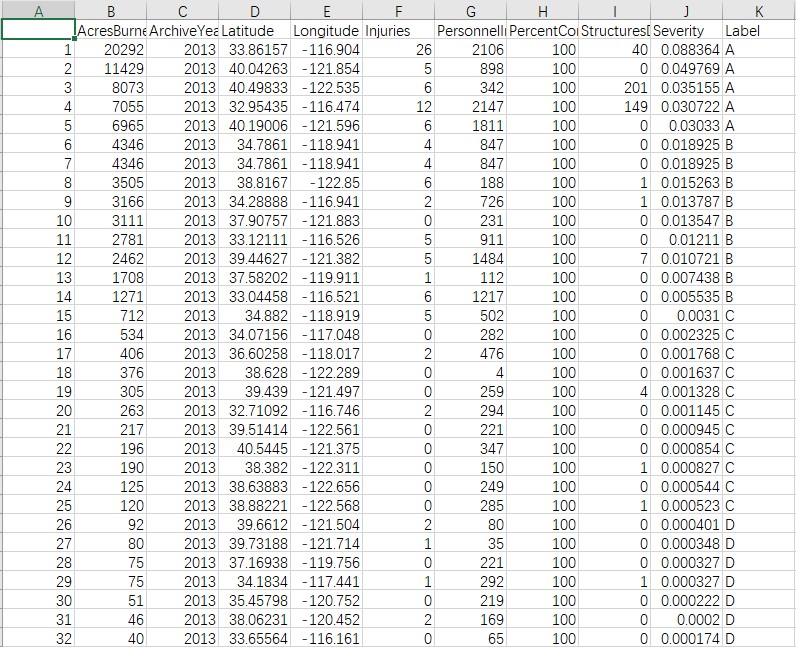 A B C D E F G H I J K
AcresBurne ArchiveYea Latitude Longitude Injuries PersonnelI PercentCo StructuresD Severity Label
1 20292 2013 33.86157 -116.904 26 2106 100 40 0.088364 A
2 11429 2013 40.04263 -121.854 5 898 100 0 0.049769 A
3 8073 2013 40.49833 -122.535 6 342 100 201 0.035155 A
4 7055 2013 32.95435 -116.474 12 2147 100 149 0.030722 A
5 6965 2013 40.19006 -121.596 6 1811 100 0 0.03033 A
6 4346 2013 34.7861 -118.941 4 847 100 0 0.018925 B
7 4346 2013 34.7861 -118.941 4 847 100 0 0.018925 B
8 3505 2013 38.8167 -122.85 6 188 100 1 0.015263 B
9 3166 2013 34.28888 -116.941 2 726 100 1 0.013787 B
10 3111 2013 37.90757 -121.883 0 231 100 0 0.013547 B
11 2781 2013 33.12111 -116.526 5 911 100 0 0.01211 B
12 2462 2013 39.44627 -121.382 5 1484 100 7 0.010721 B
13 1708 2013 37.58202 -119.911 1 112 100 0 0.007438 B
14 1271 2013 33.04458 -116.521 6 1217 100 0 0.005535 B
15 712 2013 34.882 -118.919 5 502 100 0 0.0031 C
16 534 2013 34.07156 -117.048 0 282 100 0 0.002325 C
17 406 2013 36.60258 -118.017 2 476 100 0 0.001768 C
18 376 2013 38.628 -122.289 0 4 100 0 0.001637 C
19 305 2013 39.439 -121.497 0 259 100 4 0.001328 C
20 263 2013 32.71092 -116.746 2 294 100 0 0.001145 C
21 217 2013 39.51414 -122.561 0 221 100 0 0.000945 C
22 196 2013 40.5445 -121.375 0 347 100 0 0.000854 C
23 190 2013 38.382 -122.311 0 150 100 1 0.000827 C
24 125 2013 38.63883 -122.656 0 249 100 0 0.000544 C
25 120 2013 38.88221 -122.568 0 285 100 1 0.000523 C
26 92 2013 39.6612 -121.504 2 80 100 0 0.000401 D
27 80 2013 39.73188 -121.714 1 35 100 0 0.000348 D
28 75 2013 37.16938 -119.756 0 221 100 0 0.000327 D
29 75 2013 34.1834 -117.441 1 292 100 1 0.000327 D
30 51 2013 35.45798 -120.752 0 219 100 0 0.000222 D
31 46 2013 38.06231 -120.452 2 169 100 0 0.0002 D
32 40 2013 33.65564 -116.161 0 65 100 0 0.000174 D